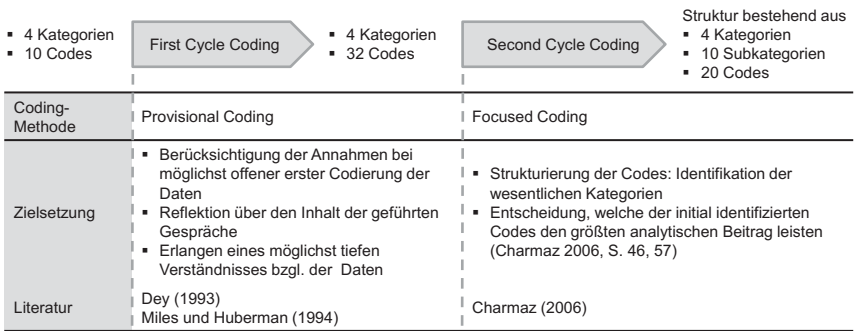 ▪ 4 Kategorien
▪ 10 Codes
First Cycle Coding
▪ 4 Kategorien
▪ 32 Codes
Second Cycle Coding
Struktur bestehend aus
▪ 4 Kategorien
▪ 10 Subkategorien
▪ 20 Codes
Coding-
Methode
Provisional Coding
Focused Coding
Zielsetzung
▪ Berücksichtigung der Annahmen bei
möglichst offener erster Codierung der
Daten
▪ Reflektion über den Inhalt der geführten
Gespräche
▪ Erlangen eines möglichst tiefen
Verständnisses bzgl. der Daten
▪ Strukturierung der Codes: Identifikation der
wesentlichen Kategorien
▪ Entscheidung, welche der initial identifizierten
Codes den größten analytischen Beitrag leisten
(Charmaz 2006, S. 46, 57)
Literatur
Dey (1993)
Miles und Huberman (1994)
Charmaz (2006)